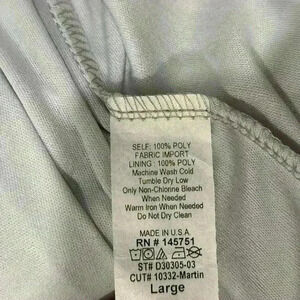 SELF: 100% POLY
FABRIC IMPORT
LINING: 100% POLY
Machine Wash Cold
Tumble Dry Low
Only Non-Chlorine Bleach
When Needed
Warm Iron When Needed
Do Not Dry Clean
MADE IN U.S.A.
RN # 145751
ST# D30305-03
CUT# 10332-Martin
Large